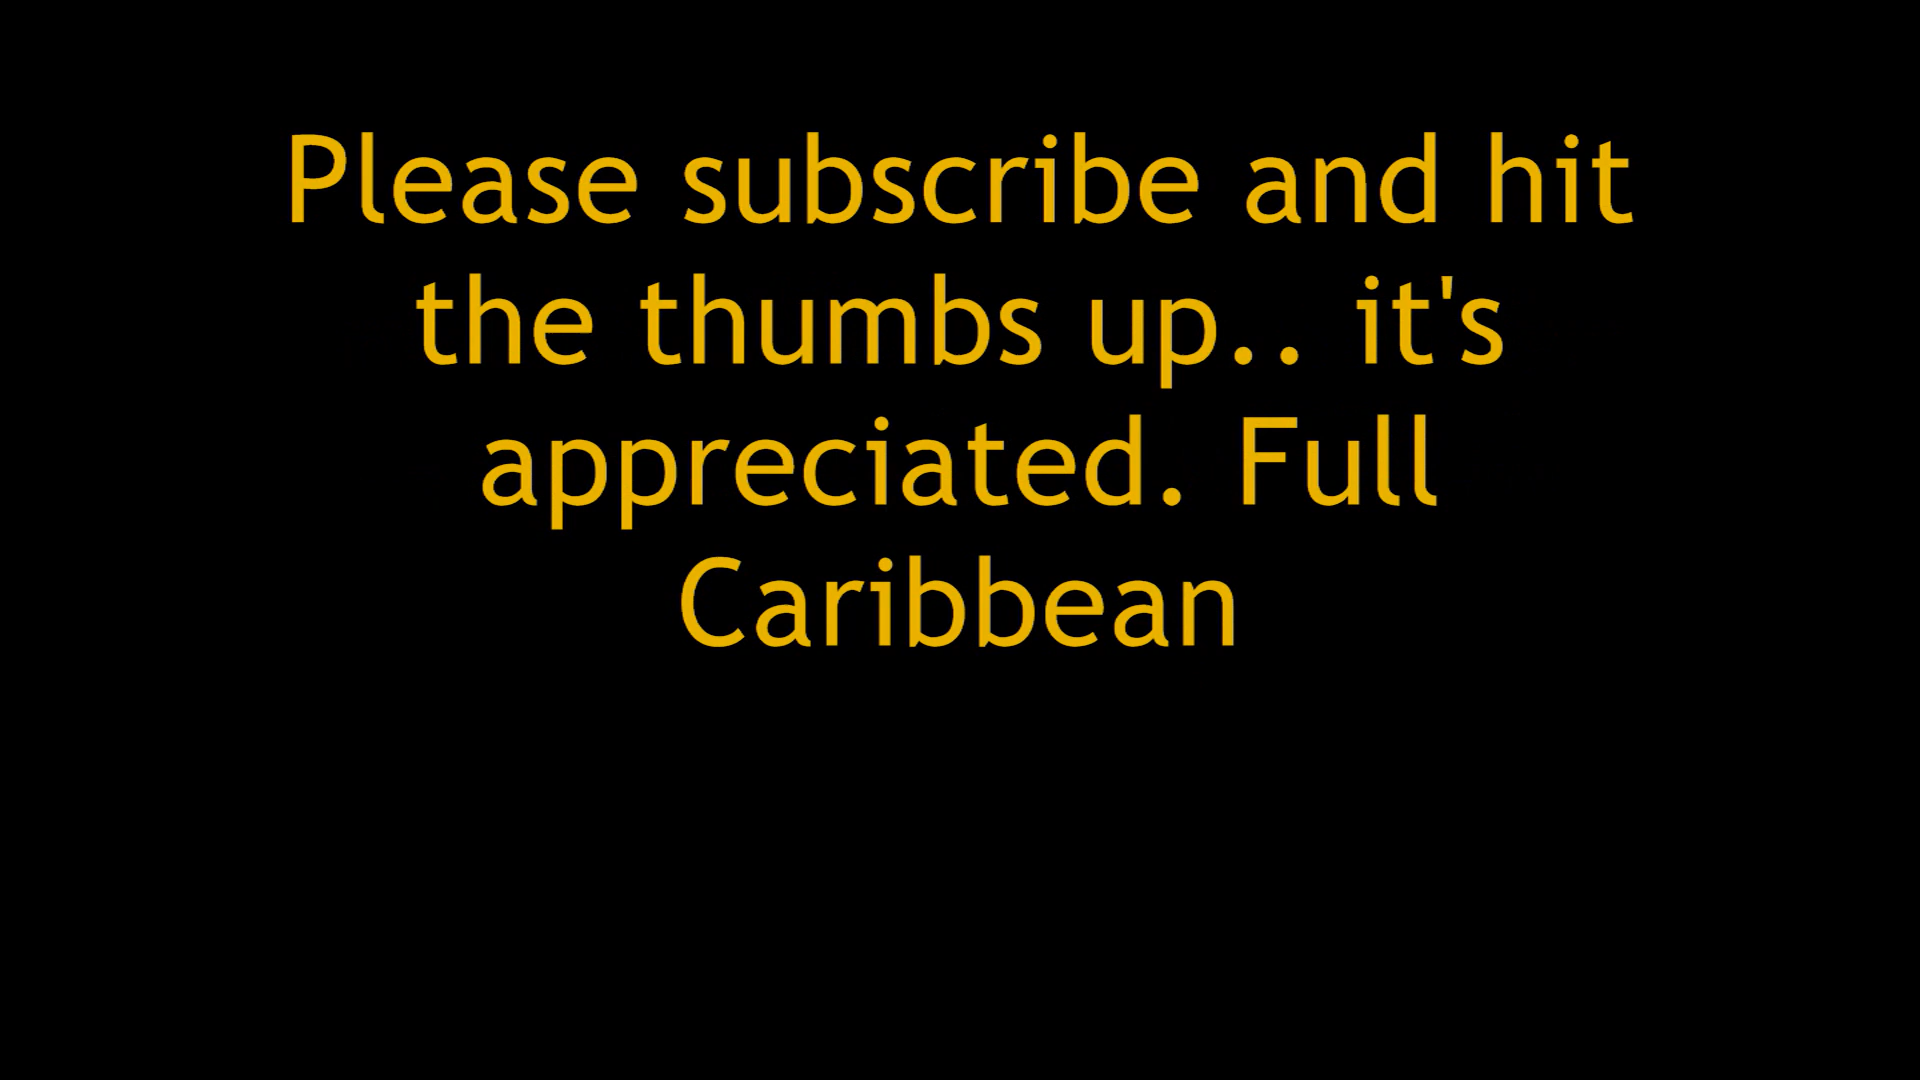 Please subscribe and hit
the thumbs up.. it's
appreciated. Full
Caribbean